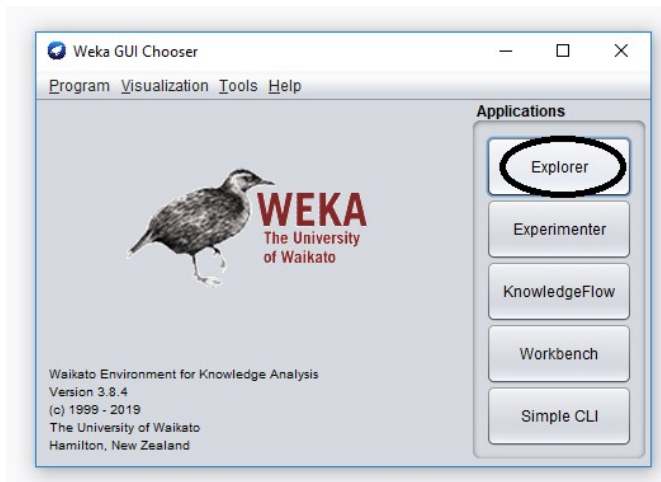 Weka GUI Chooser
Program Visualization Tools Help
Applications
Explorer
Experimenter
KnowledgeFlow
Workbench
Simple CLI
WEKA
The University
of Waikato
Waikato Environment for Knowledge Analysis
Version 3.8.4
(c) 1999 - 2019
The University of Waikato
Hamilton, New Zealand